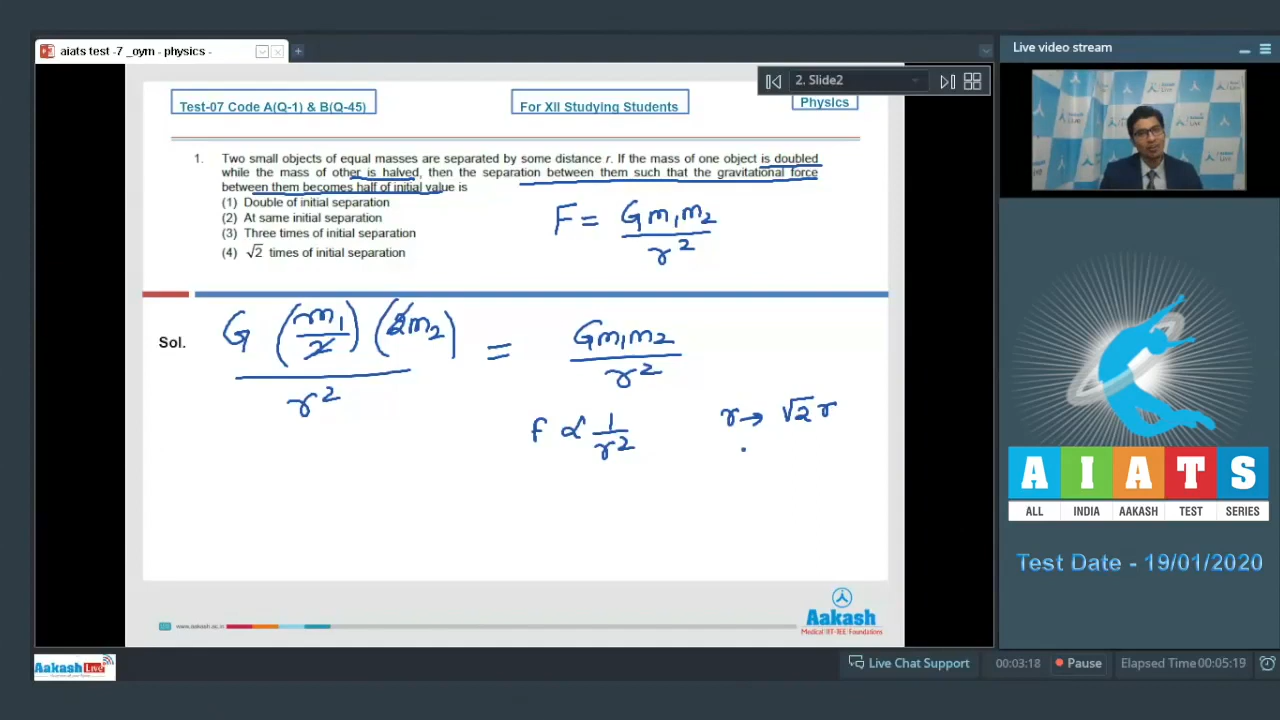 aiats test -7 _oym - physics -
Live video stream
2. Slide2
Test-07 Code A(Q-1) & B(Q-45)
For XII Studying Students
Physics
1. Two small objects of equal masses are separated by some distance r. If the mass of one object is doubled
while the mass of other is halved, then the separation between them such that the gravitational force
between them becomes half of initial value is
(1) Double of initial separation
(2) At same initial separation
(3) Three times of initial separation
(4) √2 times of initial separation
F = Gm₁m₂ / r²
Sol.
G (m₁/2) (2m₂) / r² = Gm₁m₂ / r²
f ∝ 1/r²
r → √2 r
A I A T S
ALL INDIA AAKASH TEST SERIES
Test Date - 19/01/2020
Aakash
Medical IIT-JEE Foundations
www.aakash.ac.in
Aakash Live
Live Chat Support
00:03:18
Pause
Elapsed Time 00:05:19